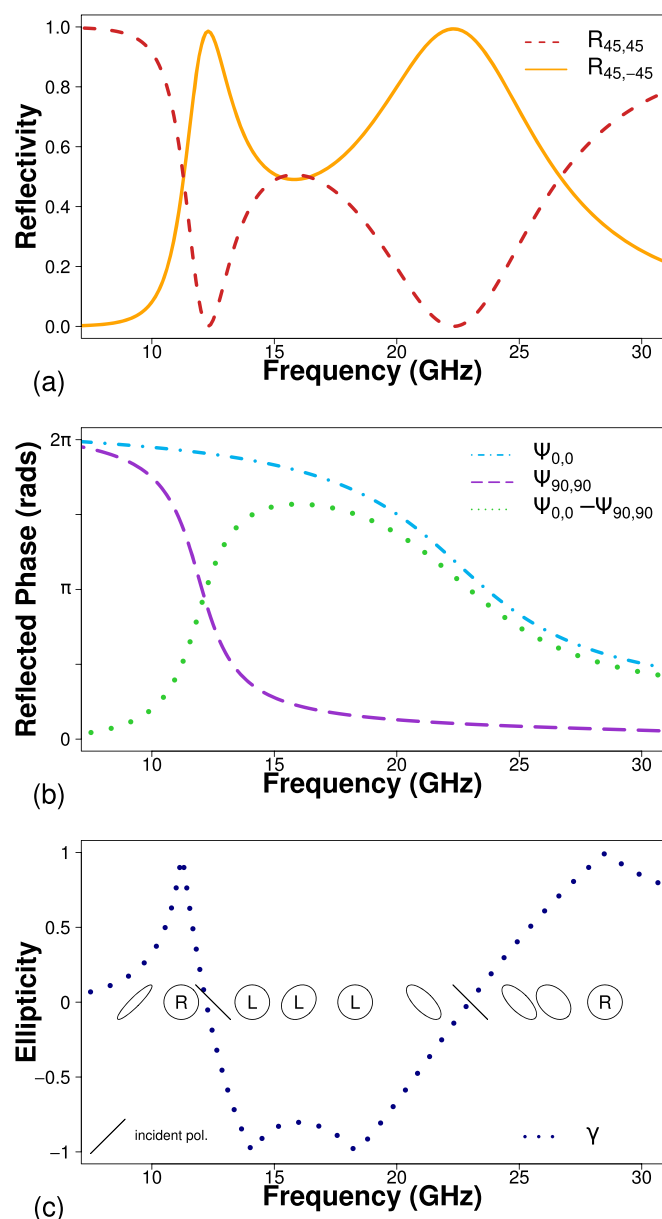 1.0
0.8
0.6
0.4
0.2
0.0
Reflectivity
R45,45
R45,−45
10 15 20 25 30
Frequency (GHz)
(a)
2π
π
0
Reflected Phase (rads)
Ψ0,0
Ψ90,90
Ψ0,0 −Ψ90,90
10 15 20 25 30
Frequency (GHz)
(b)
1
0.5
0
−0.5
−1
Ellipticity
R L L L R
incident pol.
γ
10 15 20 25 30
Frequency (GHz)
(c)